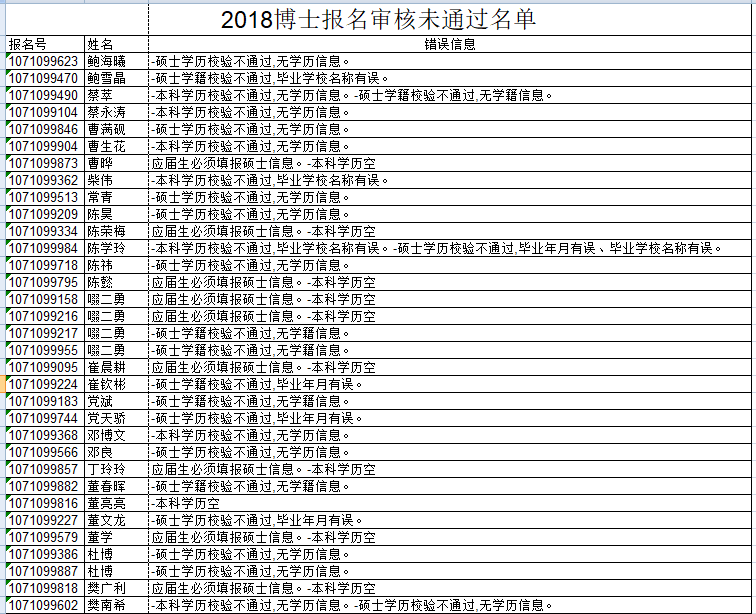 2018博士报名审核未通过名单
报名号 姓名 错误信息
1071099623 鲍海曦 -硕士学历校验不通过,无学历信息。
1071099470 鲍雪晶 -硕士学籍校验不通过,毕业学校名称有误。
1071099490 蔡萃 -本科学历校验不通过,无学历信息。-硕士学籍校验不通过,无学籍信息。
1071099104 蔡永涛 -本科学历校验不通过,无学历信息。
1071099846 曹满砚 -硕士学历校验不通过,无学历信息。
1071099904 曹生花 -本科学历校验不通过,无学历信息。
1071099873 曹晔 应届生必须填报硕士信息。-本科学历空
1071099362 柴伟 -本科学历校验不通过,毕业学校名称有误。
1071099513 常青 -硕士学历校验不通过,无学历信息。
1071099209 陈昊 -硕士学历校验不通过,无学历信息。
1071099334 陈荣梅 应届生必须填报硕士信息。-本科学历空
1071099984 陈学玲 -本科学历校验不通过,毕业学校名称有误。-硕士学历校验不通过,毕业年月有误、毕业学校名称有误。
1071099718 陈祎 -硕士学历校验不通过,无学历信息。
1071099795 陈懿 应届生必须填报硕士信息。-本科学历空
1071099158 啜二勇 应届生必须填报硕士信息。-本科学历空
1071099216 啜二勇 应届生必须填报硕士信息。-本科学历空
1071099217 啜二勇 -硕士学籍校验不通过,无学籍信息。
1071099955 啜二勇 -硕士学籍校验不通过,无学籍信息。
1071099095 崔晨耕 应届生必须填报硕士信息。-本科学历空
1071099224 崔钦彬 -硕士学籍校验不通过,毕业年月有误。
1071099183 党斌 -硕士学籍校验不通过,无学籍信息。
1071099744 党天骄 -硕士学历校验不通过,毕业年月有误。
1071099368 邓博文 -本科学历校验不通过,无学历信息。
1071099566 邓良 -硕士学历校验不通过,无学历信息。
1071099857 丁玲玲 应届生必须填报硕士信息。-本科学历空
1071099882 董春晖 -硕士学籍校验不通过,无学籍信息。
1071099816 董亮亮 -本科学历空
1071099227 董文龙 -硕士学历校验不通过,毕业年月有误。
1071099579 董学 应届生必须填报硕士信息。-本科学历空
1071099386 杜博 -硕士学历校验不通过,无学历信息。
1071099887 杜博 -硕士学历校验不通过,无学历信息。
1071099818 樊广利 应届生必须填报硕士信息。-本科学历空
1071099602 樊南希 -本科学历校验不通过,无学历信息。-硕士学历校验不通过,无学历信息。